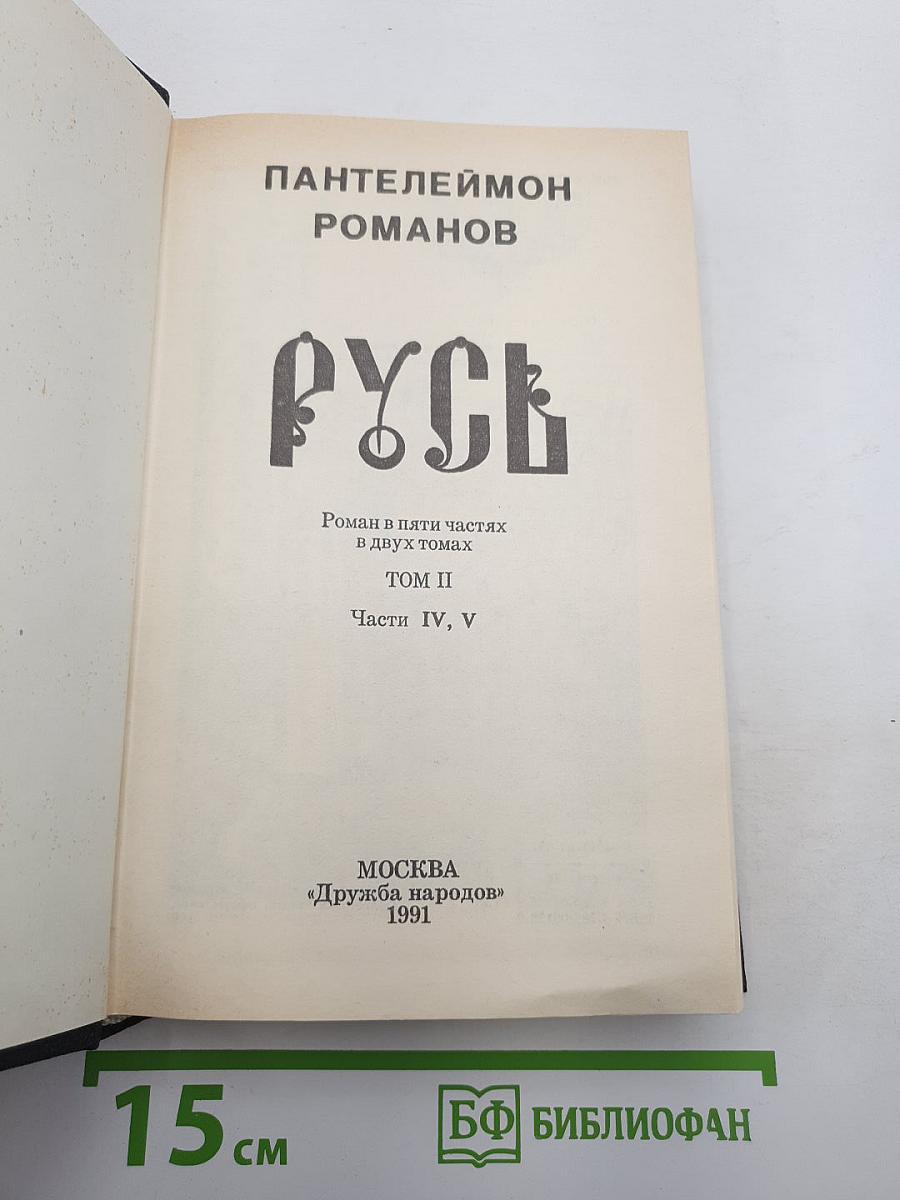 ПАНТЕЛЕЙМОН
РОМАНОВ
РУСЬ
Роман в пяти частях
в двух томах
ТОМ II
Части IV, V
МОСКВА
«Дружба народов»
1991
15 см
БФ БИБЛИОФАН